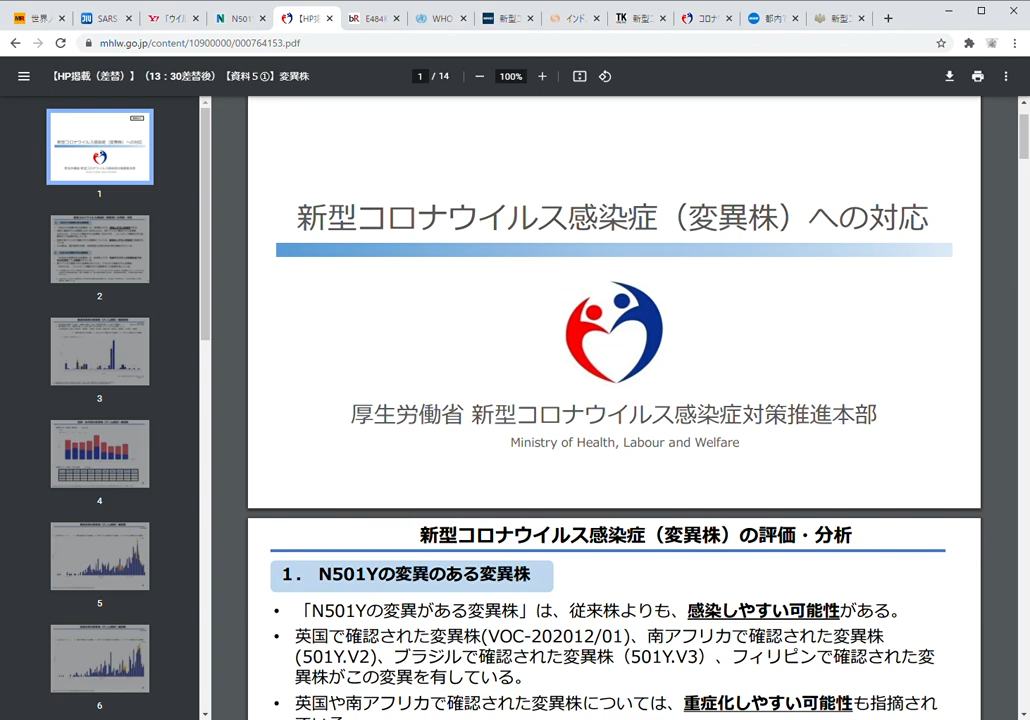 世界ノ
SARS
「ウイル
N501
【HP掲
E484K
WHO
新型コ
インド
新型コ
コロナ
都内で
新型コ
mhlw.go.jp/content/10900000/000764153.pdf
【HP掲載（差替）】（13：30差替後）【資料５①】変異株
1 / 14
100%
1
2
3
4
5
6
新型コロナウイルス感染症（変異株）への対応
厚生労働省 新型コロナウイルス感染症対策推進本部
Ministry of Health, Labour and Welfare
新型コロナウイルス感染症（変異株）の評価・分析
１． N501Yの変異のある変異株
• 「N501Yの変異がある変異株」は、従来株よりも、感染しやすい可能性がある。
• 英国で確認された変異株(VOC-202012/01)、南アフリカで確認された変異株
(501Y.V2)、ブラジルで確認された変異株（501Y.V3）、フィリピンで確認された変
異株がこの変異を有している。
• 英国や南アフリカで確認された変異株については、重症化しやすい可能性も指摘され